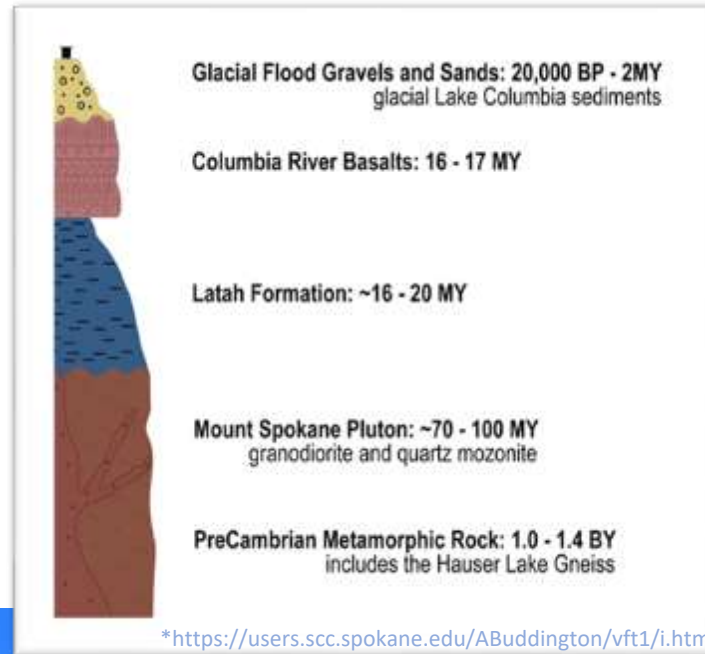 Glacial Flood Gravels and Sands: 20,000 BP - 2MY
glacial Lake Columbia sediments
Columbia River Basalts: 16 - 17 MY
Latah Formation: ~16 - 20 MY
Mount Spokane Pluton: ~70 - 100 MY
granodiorite and quartz mozonite
PreCambrian Metamorphic Rock: 1.0 - 1.4 BY
includes the Hauser Lake Gneiss
*https://users.scc.spokane.edu/ABuddington/vft1/i.htm